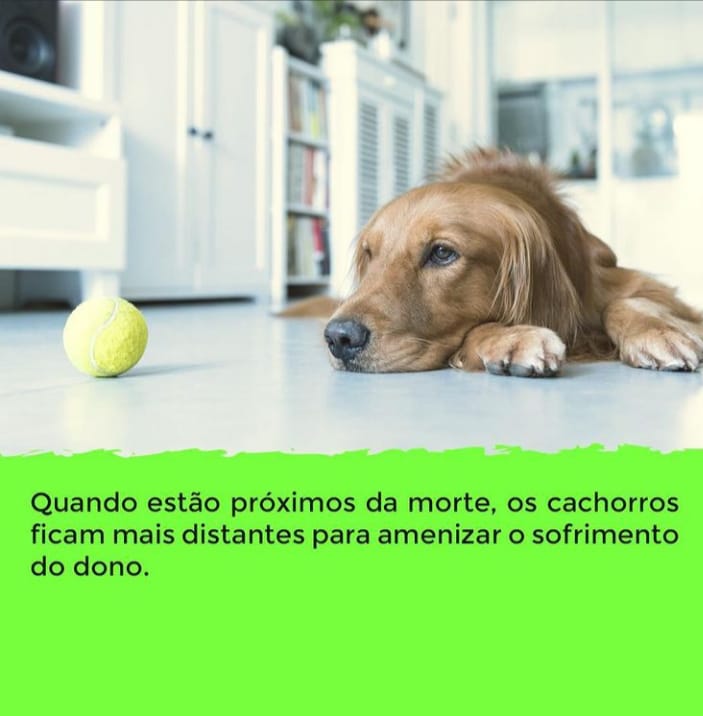 Quando estão próximos da morte, os cachorros
ficam mais distantes para amenizar o sofrimento
do dono.